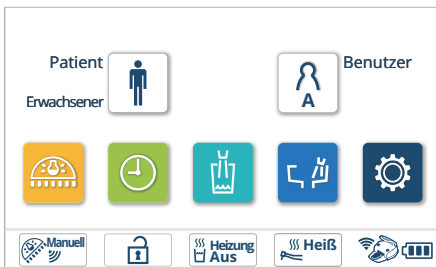 Patient
Benutzer
Erwachsener
A
Manuell
Heizung
Aus
Heiß